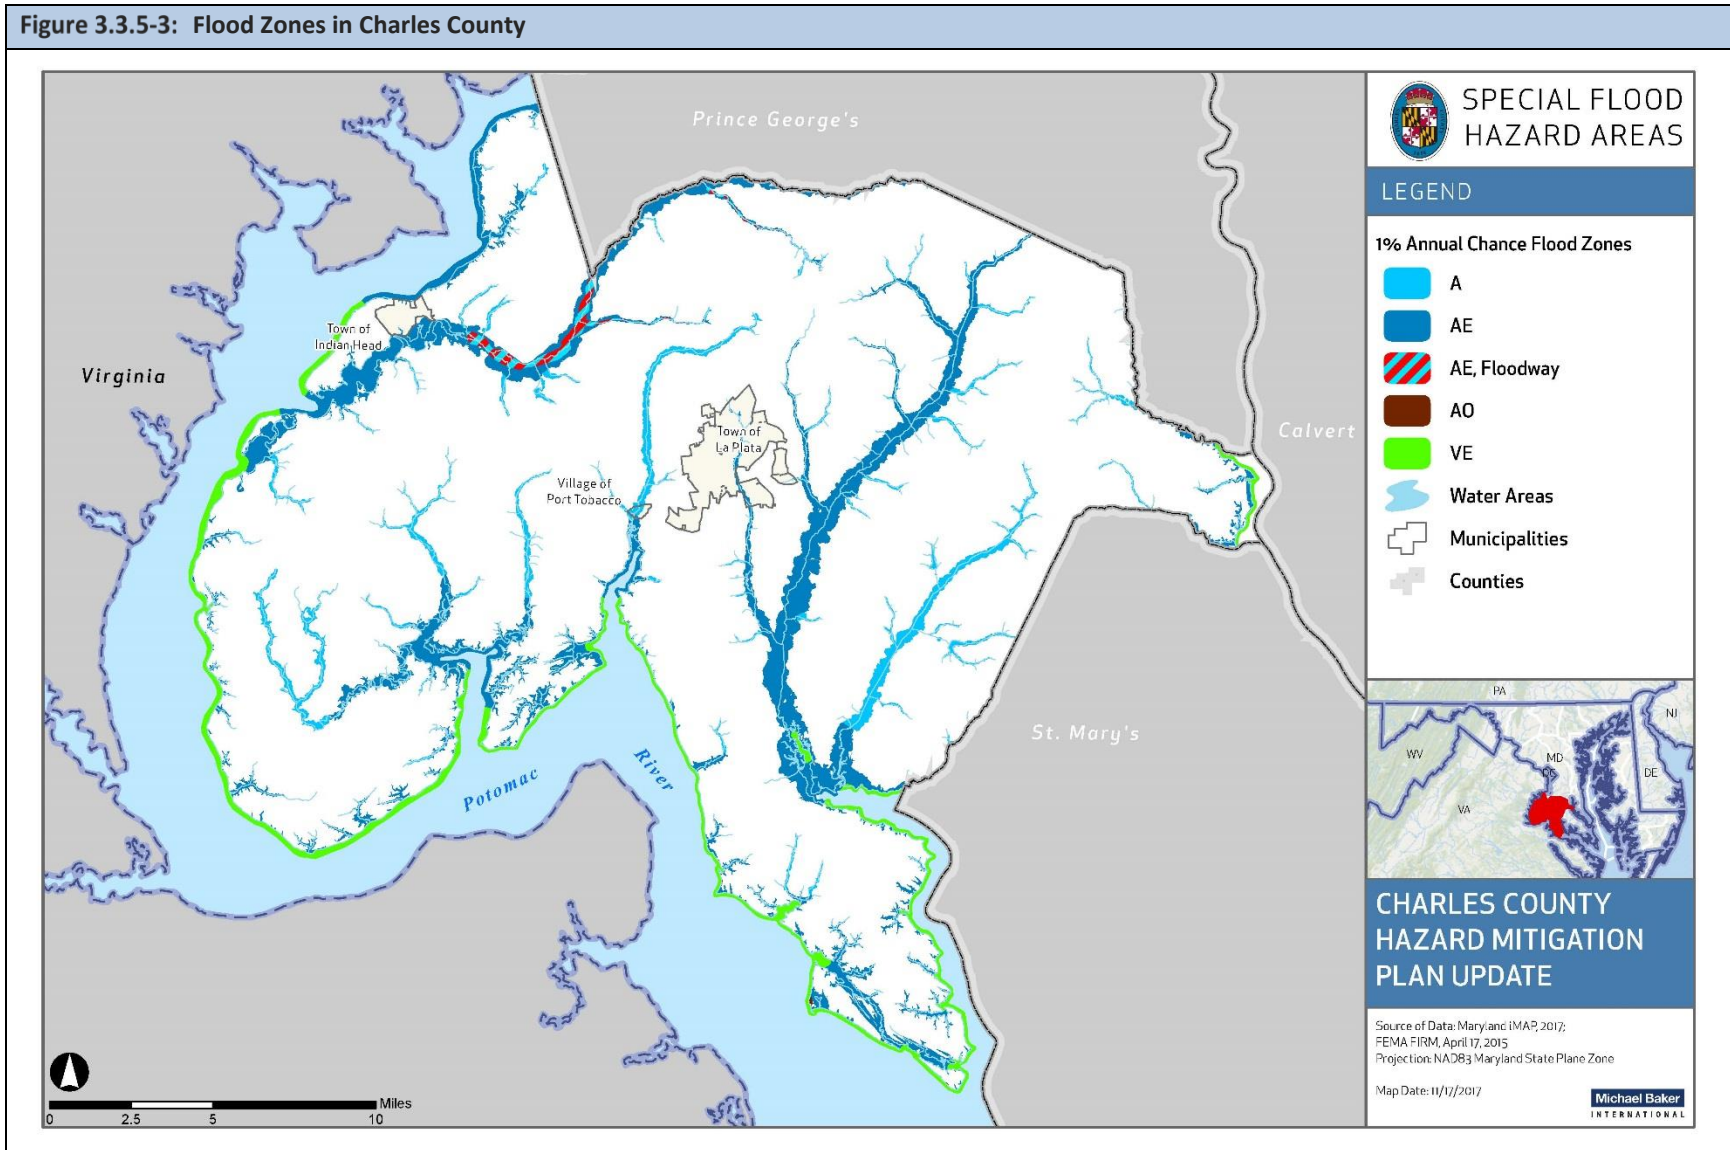 Figure 3.3.5-3: Flood Zones in Charles County
Prince George's
Virginia
Town of
Indian Head
Town of
La Plata
Village of
Port Tobacco
Calvert
St. Mary's
Potomac
River
Miles
0 2.5 5 10
SPECIAL FLOOD
HAZARD AREAS
LEGEND
1% Annual Chance Flood Zones
A
AE
AE, Floodway
AO
VE
Water Areas
Municipalities
Counties
PA
NJ
WV
MD
DC
DE
VA
CHARLES COUNTY
HAZARD MITIGATION
PLAN UPDATE
Source of Data: Maryland iMAP, 2017;
FEMA FIRM, April 17, 2015
Projection: NAD83 Maryland State Plane Zone
Map Date: 11/17/2017
Michael Baker
INTERNATIONAL